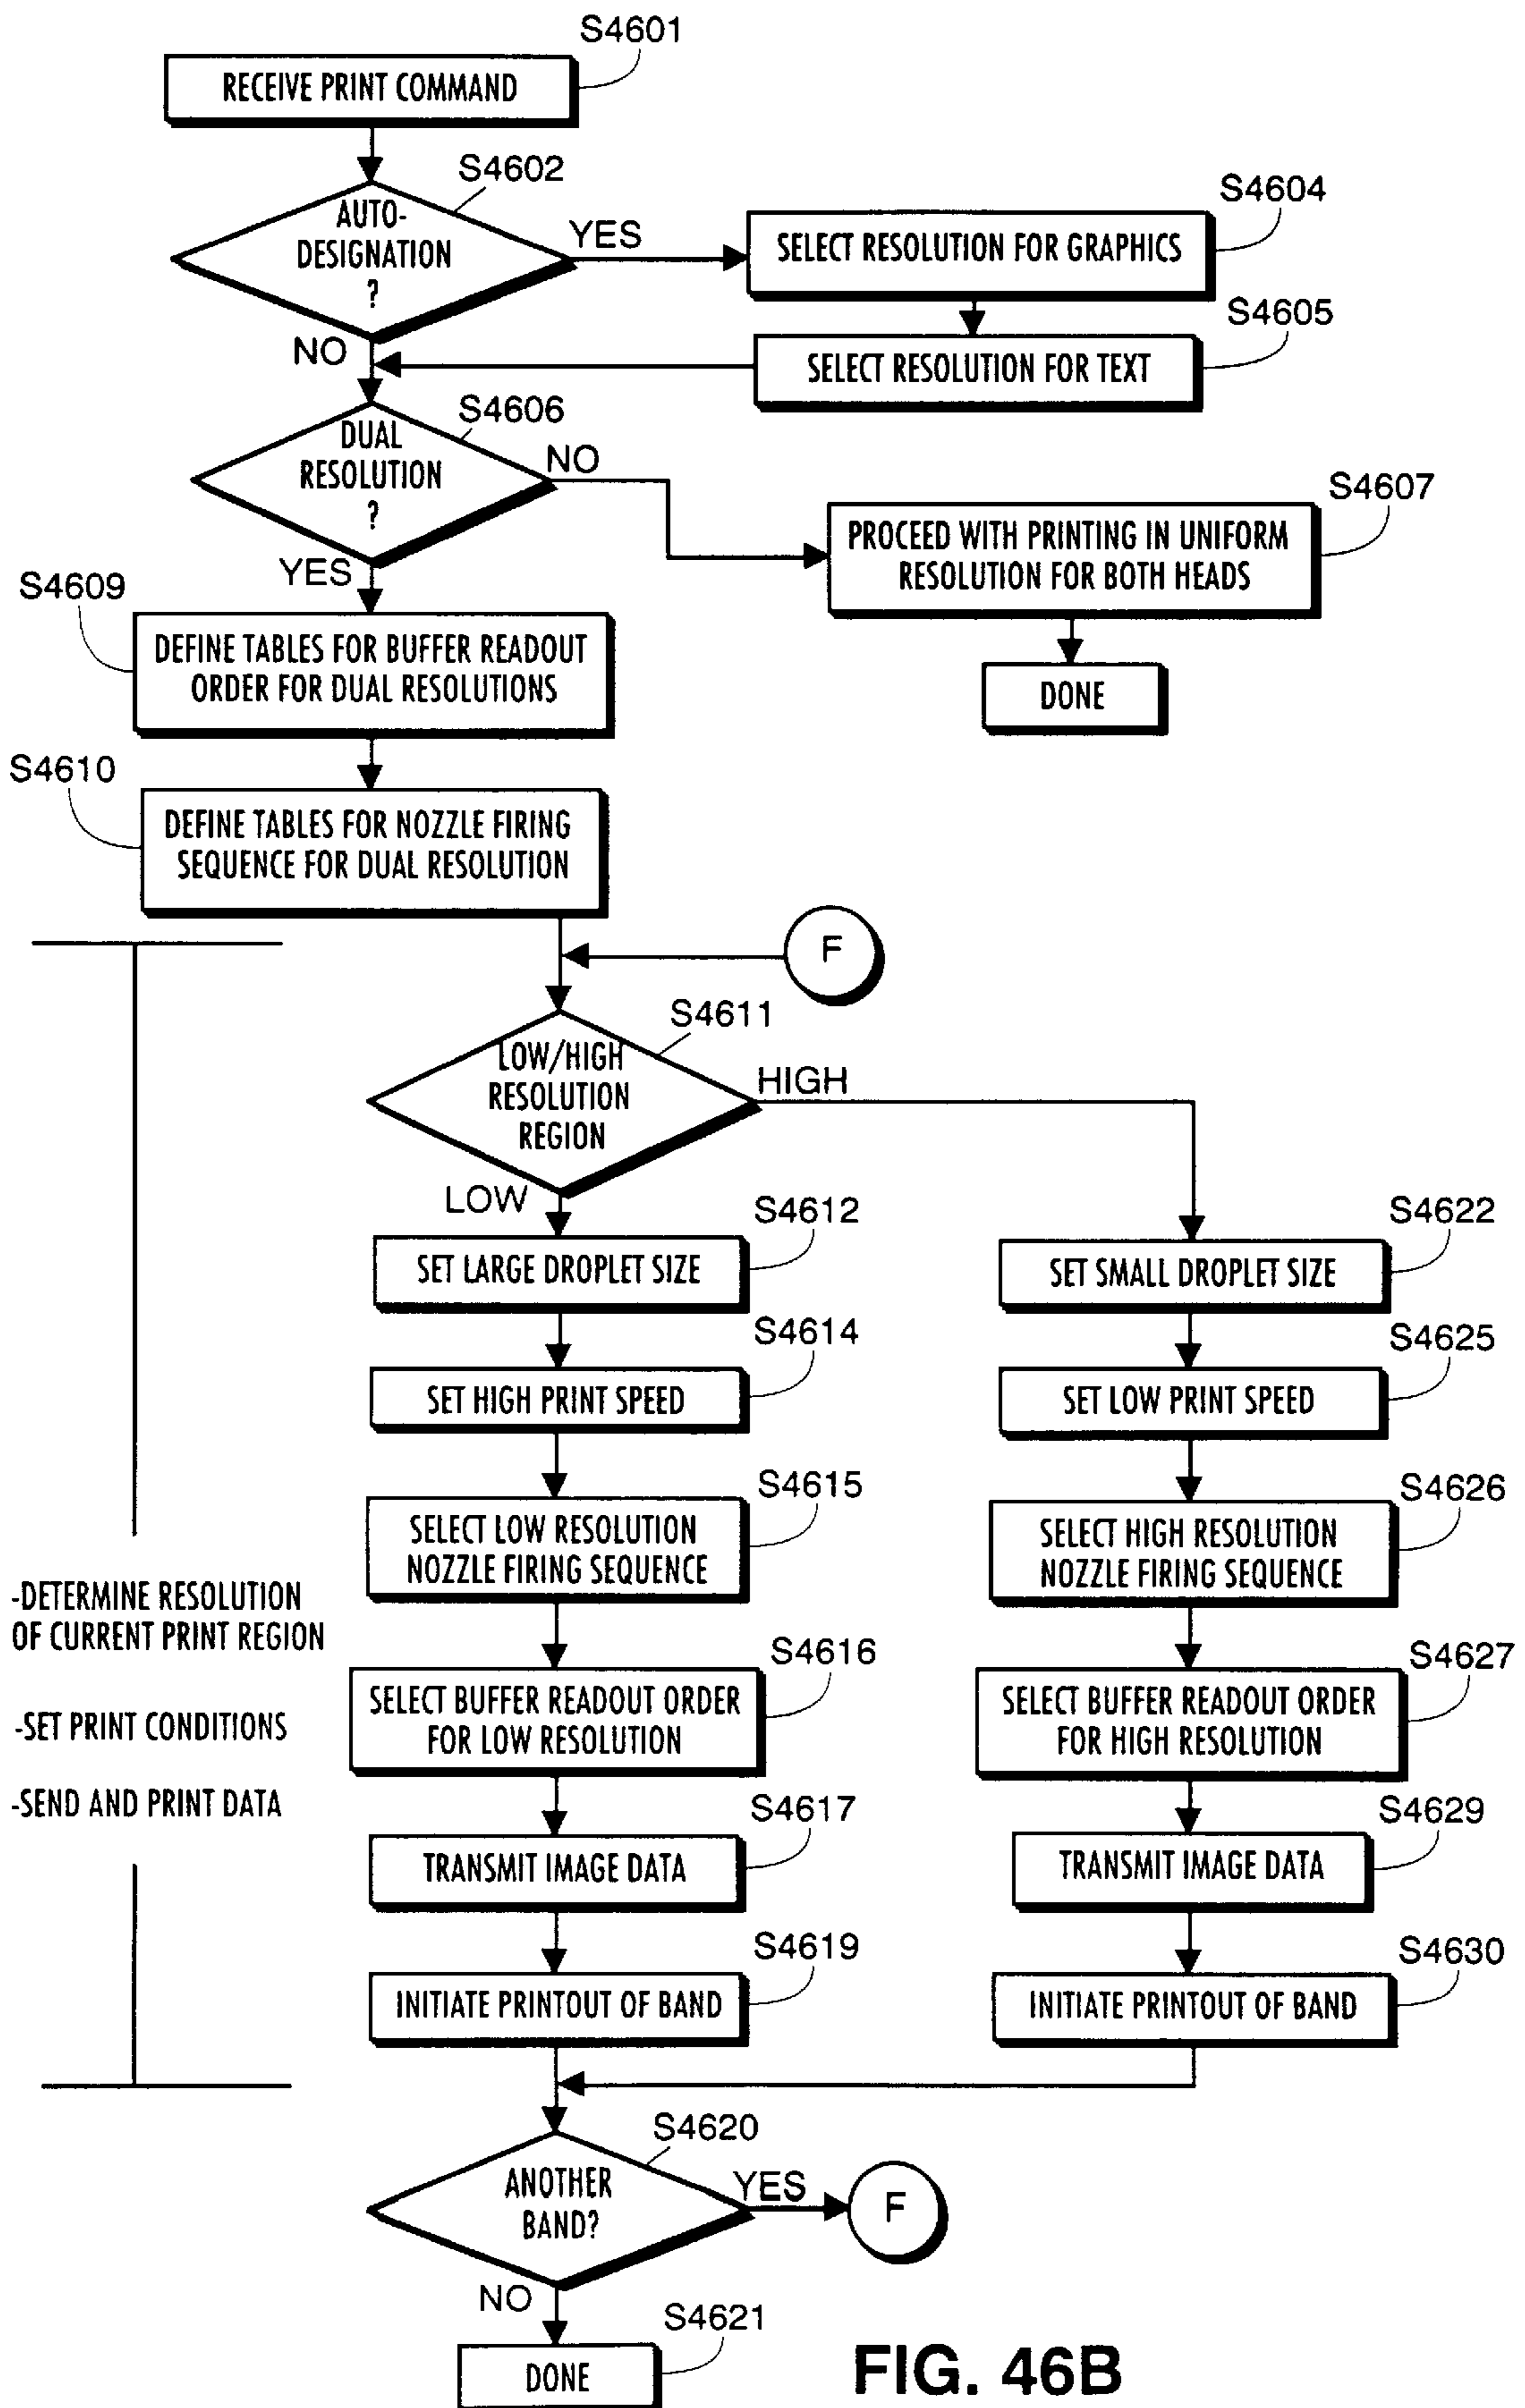 S4601
RECEIVE PRINT COMMAND
S4602
AUTO-
DESIGNATION
?
YES
S4604
SELECT RESOLUTION FOR GRAPHICS
S4605
SELECT RESOLUTION FOR TEXT
NO
S4606
DUAL
RESOLUTION
?
NO
S4607
PROCEED WITH PRINTING IN UNIFORM
RESOLUTION FOR BOTH HEADS
DONE
YES
S4609
DEFINE TABLES FOR BUFFER READOUT
ORDER FOR DUAL RESOLUTIONS
S4610
DEFINE TABLES FOR NOZZLE FIRING
SEQUENCE FOR DUAL RESOLUTION
F
S4611
LOW/HIGH
RESOLUTION
REGION
HIGH
LOW
S4612
SET LARGE DROPLET SIZE
S4614
SET HIGH PRINT SPEED
S4615
SELECT LOW RESOLUTION
NOZZLE FIRING SEQUENCE
S4616
SELECT BUFFER READOUT ORDER
FOR LOW RESOLUTION
S4617
TRANSMIT IMAGE DATA
S4619
INITIATE PRINTOUT OF BAND
S4622
SET SMALL DROPLET SIZE
S4625
SET LOW PRINT SPEED
S4626
SELECT HIGH RESOLUTION
NOZZLE FIRING SEQUENCE
S4627
SELECT BUFFER READOUT ORDER
FOR HIGH RESOLUTION
S4629
TRANSMIT IMAGE DATA
S4630
INITIATE PRINTOUT OF BAND
-DETERMINE RESOLUTION
OF CURRENT PRINT REGION
-SET PRINT CONDITIONS
-SEND AND PRINT DATA
S4620
ANOTHER
BAND?
YES
F
NO
S4621
DONE
FIG. 46B